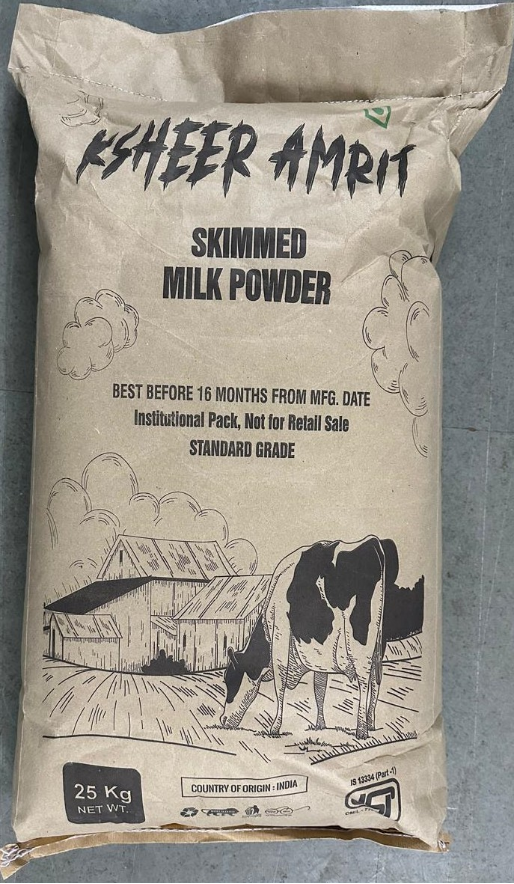 KSHEER AMRIT
SKIMMED
MILK POWDER
BEST BEFORE 16 MONTHS FROM MFG. DATE
Institutional Pack, Not for Retail Sale
STANDARD GRADE
25 Kg
NET WT.
COUNTRY OF ORIGIN : INDIA
IS 13334 (Part -1)